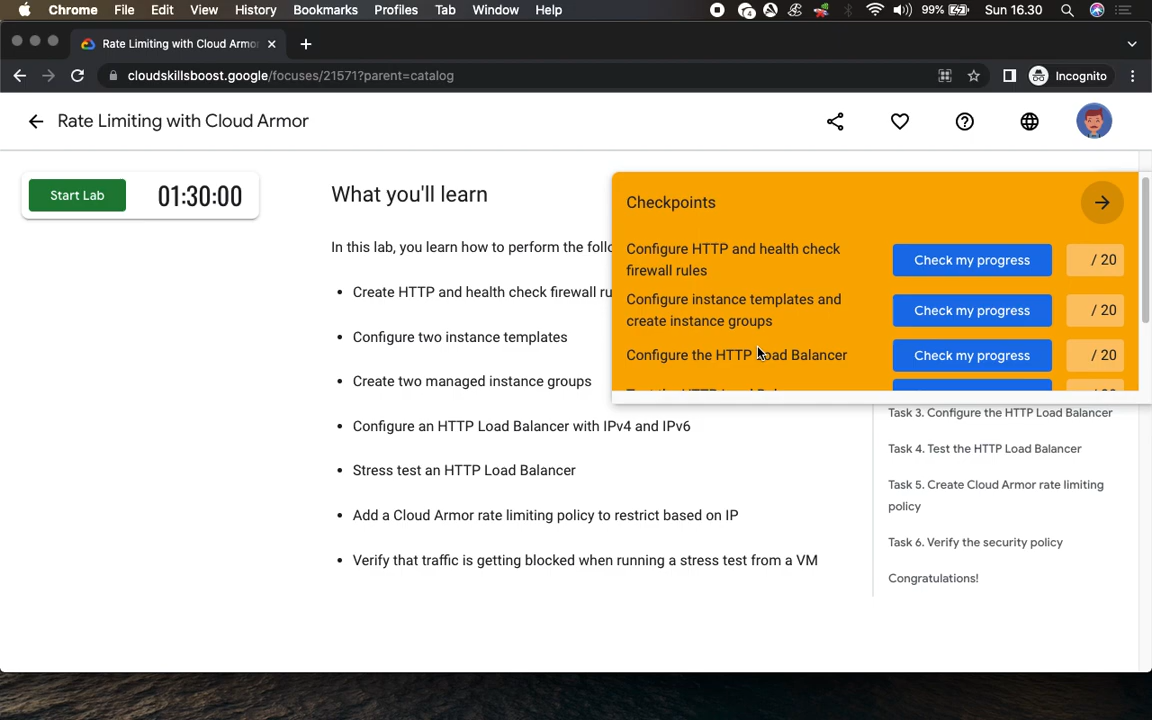 Chrome File Edit View History Bookmarks Profiles Tab Window Help 99% Sun 16.30
Rate Limiting with Cloud Armo
cloudskillsboost.google/focuses/21571?parent=catalog Incognito
Rate Limiting with Cloud Armor
Start Lab 01:30:00
What you'll learn
In this lab, you learn how to perform the follo
Create HTTP and health check firewall ru
Configure two instance templates
Create two managed instance groups
Configure an HTTP Load Balancer with IPv4 and IPv6
Stress test an HTTP Load Balancer
Add a Cloud Armor rate limiting policy to restrict based on IP
Verify that traffic is getting blocked when running a stress test from a VM
Checkpoints
Configure HTTP and health check
firewall rules
Check my progress / 20
Configure instance templates and
create instance groups
Check my progress / 20
Configure the HTTP Load Balancer
Check my progress / 20
Task 3. Configure the HTTP Load Balancer
Task 4. Test the HTTP Load Balancer
Task 5. Create Cloud Armor rate limiting
policy
Task 6. Verify the security policy
Congratulations!